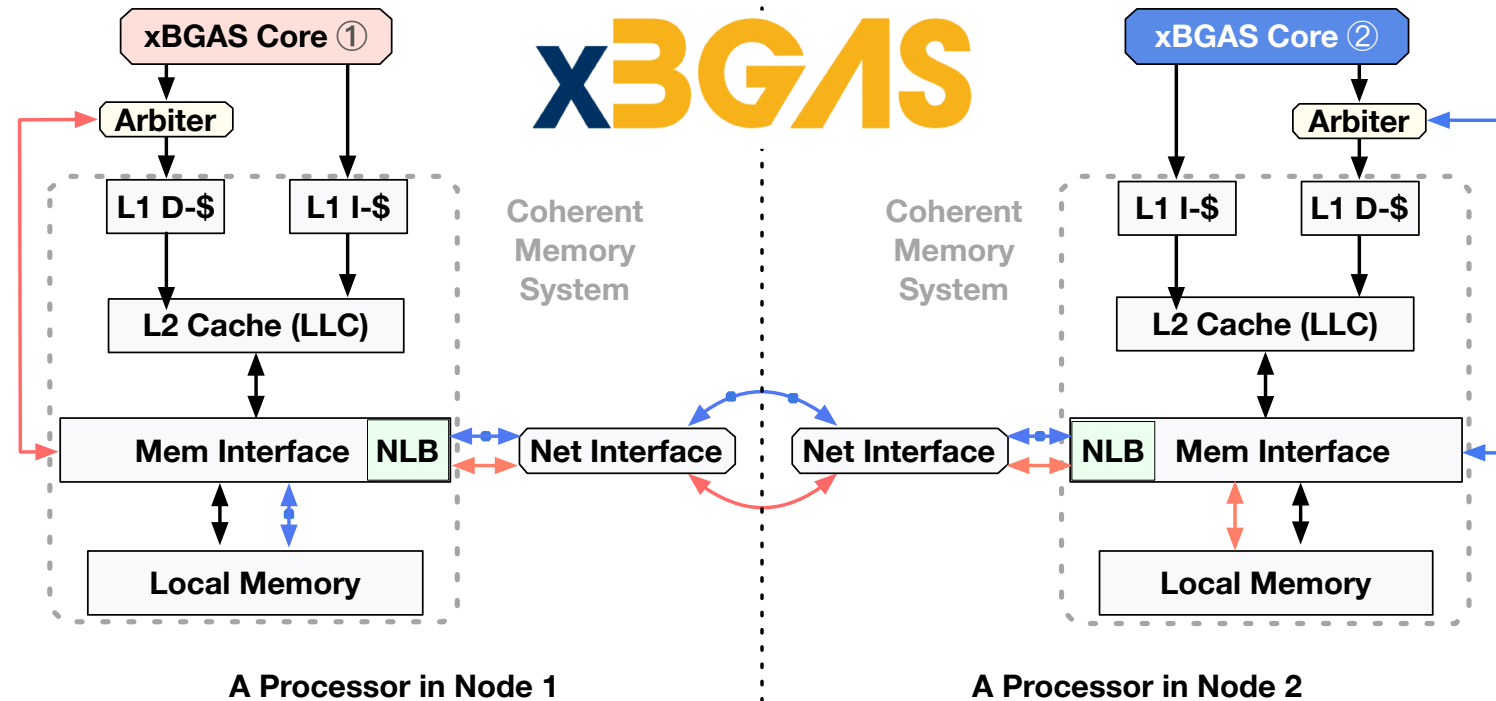 xBGAS Core ①
xBGAS
xBGAS Core ②
Arbiter
Arbiter
L1 D-$
L1 I-$
Coherent
Memory
System
Coherent
Memory
System
L1 I-$
L1 D-$
L2 Cache (LLC)
L2 Cache (LLC)
Mem Interface
NLB
Net Interface
Net Interface
NLB
Mem Interface
Local Memory
Local Memory
A Processor in Node 1
A Processor in Node 2